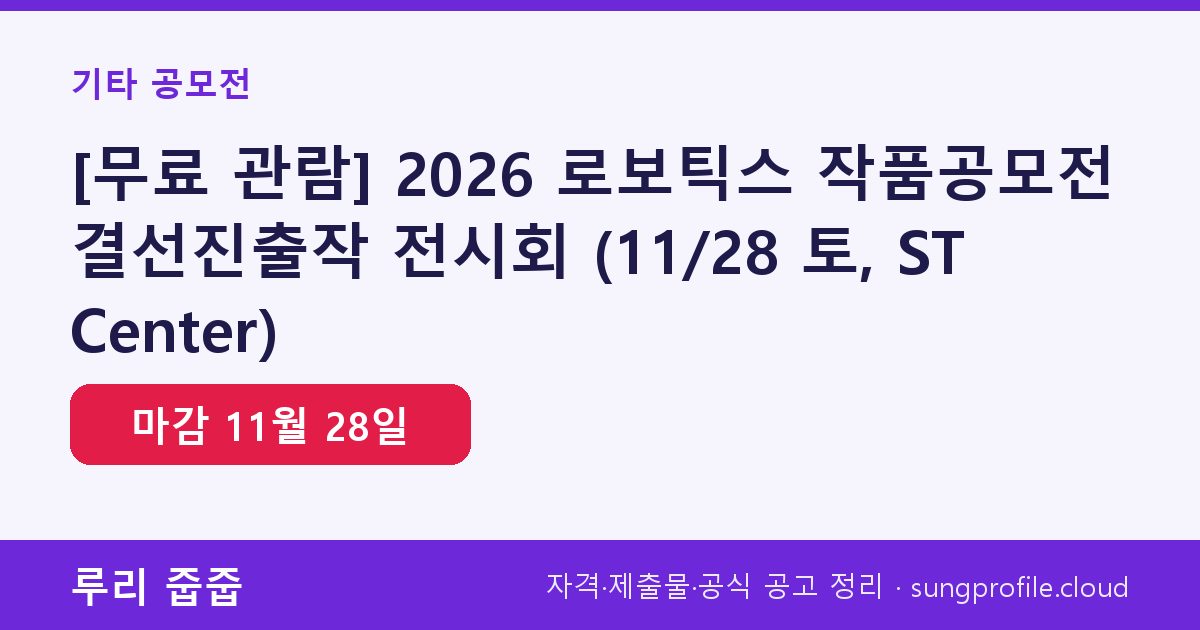 기타 공모전
[무료 관람] 2026 로보틱스 작품공모전
결선진출작 전시회 (11/28 토, ST
Center)
마감 11월 28일
루리 줍줍
자격·제출물·공식 공고 정리 · sungprofile.cloud